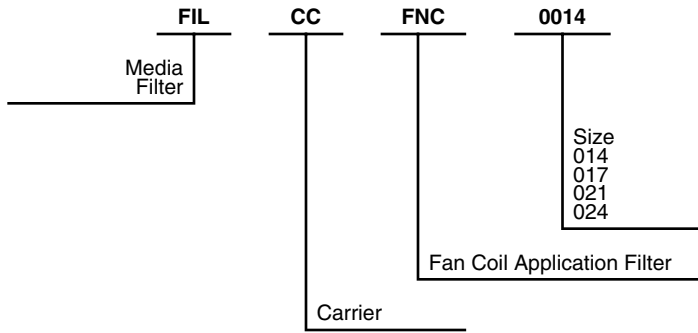 FIL CC FNC 0014
Media
Filter
Size
014
017
021
024
Fan Coil Application Filter
Carrier